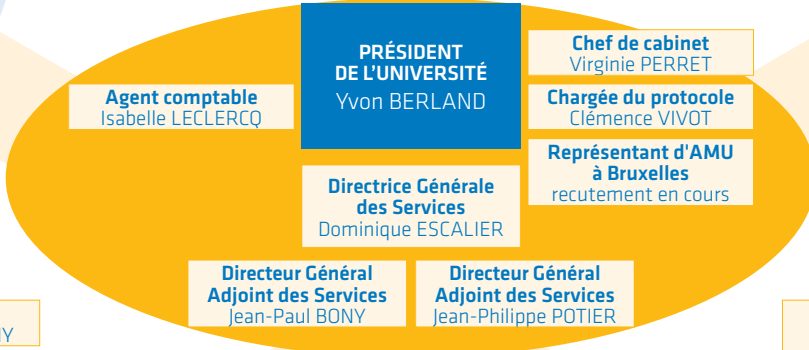 PRÉSIDENT
DE L'UNIVERSITÉ
Yvon BERLAND
Chef de cabinet
Virginie PERRET
Agent comptable
Isabelle LECLERCQ
Chargée du protocole
Clémence VIVOT
Représentant d'AMU
à Bruxelles
recrutement en cours
Directrice Générale
des Services
Dominique ESCALIER
Directeur Général
Adjoint des Services
Jean-Paul BONY
Directeur Général
Adjoint des Services
Jean-Philippe POTIER